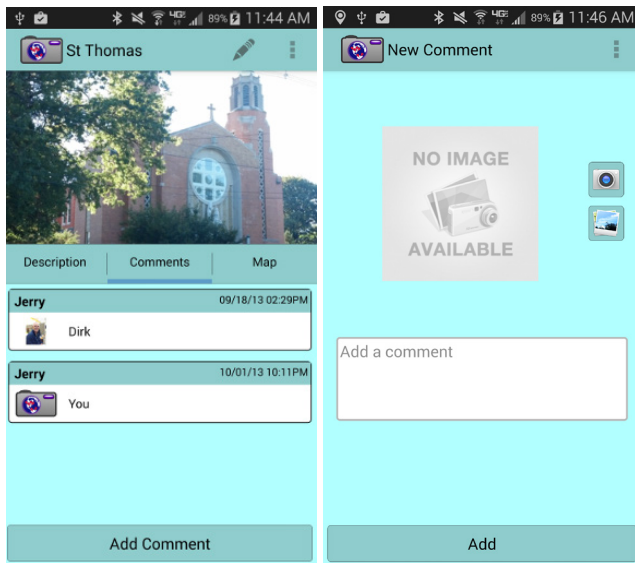 89% 11:44 AM
St Thomas
Description Comments Map
Jerry 09/18/13 02:29PM
Dirk
Jerry 10/01/13 10:11PM
You
Add Comment
4G 89% 11:46 AM
New Comment
NO IMAGE
AVAILABLE
Add a comment
Add